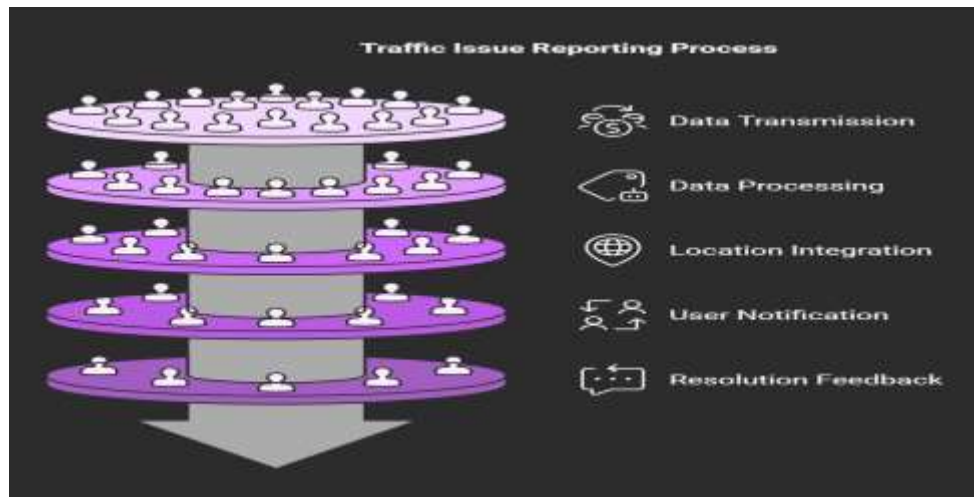 Traffic Issue Reporting Process
Data Transmission
Data Processing
Location Integration
User Notification
Resolution Feedback